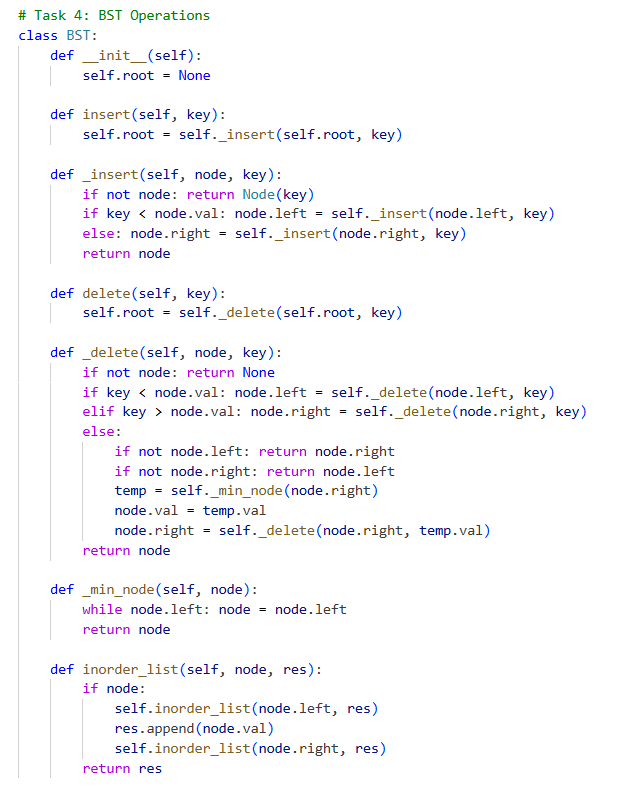 # Task 4: BST Operations
class BST:
    def __init__(self):
        self.root = None

    def insert(self, key):
        self.root = self._insert(self.root, key)

    def _insert(self, node, key):
        if not node: return Node(key)
        if key < node.val: node.left = self._insert(node.left, key)
        else: node.right = self._insert(node.right, key)
        return node

    def delete(self, key):
        self.root = self._delete(self.root, key)

    def _delete(self, node, key):
        if not node: return None
        if key < node.val: node.left = self._delete(node.left, key)
        elif key > node.val: node.right = self._delete(node.right, key)
        else:
            if not node.left: return node.right
            if not node.right: return node.left
            temp = self._min_node(node.right)
            node.val = temp.val
            node.right = self._delete(node.right, temp.val)
        return node

    def _min_node(self, node):
        while node.left: node = node.left
        return node

    def inorder_list(self, node, res):
        if node:
            self.inorder_list(node.left, res)
            res.append(node.val)
            self.inorder_list(node.right, res)
        return res